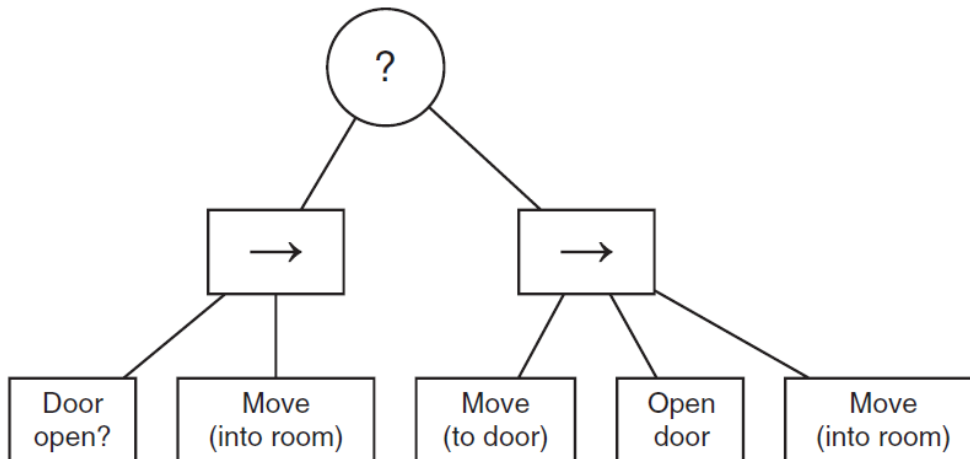 ?
→
→
Door
open?
Move
(into room)
Move
(to door)
Open
door
Move
(into room)